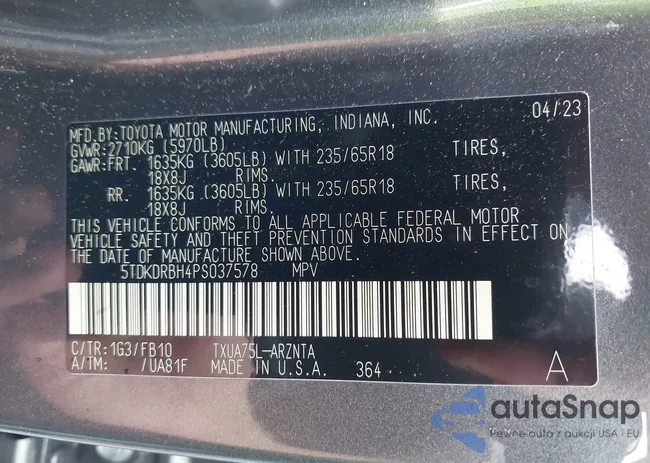 MFD.BY:TOYOTA MOTOR MANUFACTURING, INDIANA, INC. 04/23
GVWR:2710KG (5970LB)
GAWR:FRT. 1635KG (3605LB) WITH 235/65R18 TIRES,
18X8J RIMS.
RR. 1635KG (3605LB) WITH 235/65R18 TIRES,
18X8J RIMS.
THIS VEHICLE CONFORMS TO ALL APPLICABLE FEDERAL MOTOR
VEHICLE SAFETY AND THEFT PREVENTION STANDARDS IN EFFECT ON
THE DATE OF MANUFACTURE SHOWN ABOVE.
5TDKDRBH4PS037578 MPV
C/TR:1G3/FB10 TXUA75L-ARZNTA
A/TM: /UA81F MADE IN U.S.A. 364 A
autaSnap
Pewne auta z aukcji USA i EU